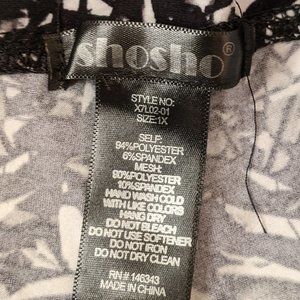 shosho®
STYLE NO:
X7L02-01
SIZE:1X
SELF:
94%POLYESTER
6%SPANDEX
MESH:
90%POLYESTER
10%SPANDEX
HAND WASH COLD
WITH LIKE COLORS
HANG DRY
DO NOT BLEACH
DO NOT USE SOFTENER
DO NOT IRON
DO NOT DRY CLEAN
RN# 146343
MADE IN CHINA